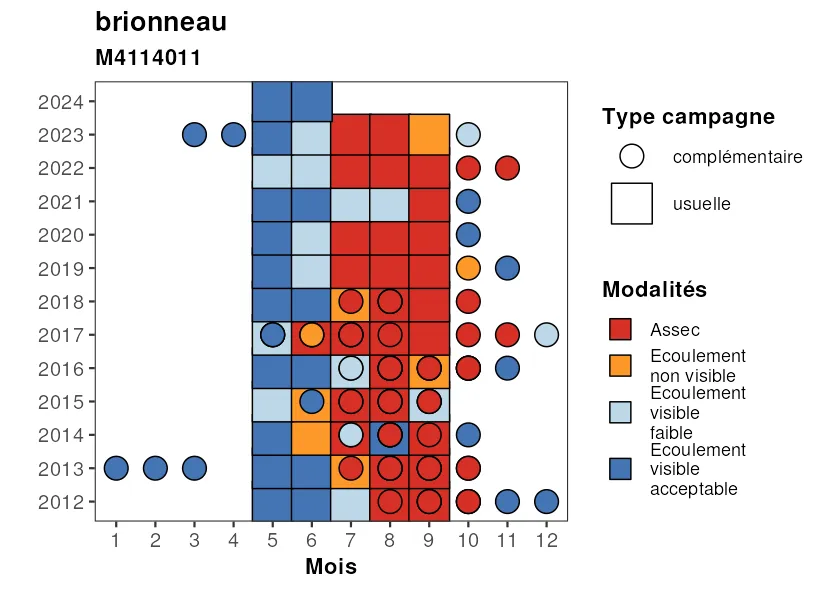 brionneau
M4114011
2024
2023
2022
2021
2020
2019
2018
2017
2016
2015
2014
2013
2012
1 2 3 4 5 6 7 8 9 10 11 12
Mois
Type campagne
complémentaire
usuelle
Modalités
Assec
Ecoulement
non visible
Ecoulement
visible
faible
Ecoulement
visible
acceptable